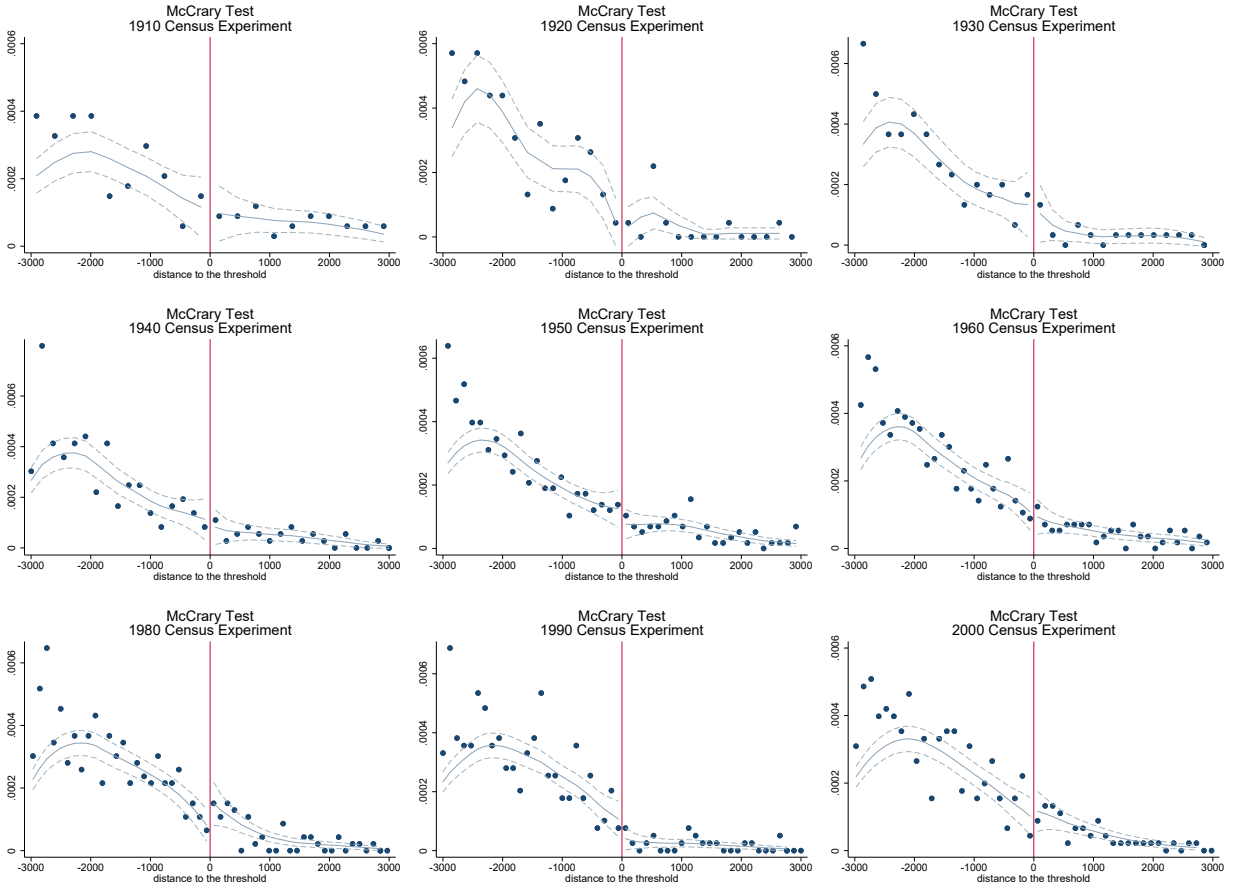 McCrary Test
1910 Census Experiment
.0006
.0004
.0002
0
-3000 -2000 -1000 0 1000 2000 3000
distance to the threshold
McCrary Test
1920 Census Experiment
.0006
.0004
.0002
0
-3000 -2000 -1000 0 1000 2000 3000
distance to the threshold
McCrary Test
1930 Census Experiment
.0006
.0004
.0002
0
-3000 -2000 -1000 0 1000 2000 3000
distance to the threshold
McCrary Test
1940 Census Experiment
.0006
.0004
.0002
0
-3000 -2000 -1000 0 1000 2000 3000
distance to the threshold
McCrary Test
1950 Census Experiment
.0006
.0004
.0002
0
-3000 -2000 -1000 0 1000 2000 3000
distance to the threshold
McCrary Test
1960 Census Experiment
.0006
.0004
.0002
0
-3000 -2000 -1000 0 1000 2000 3000
distance to the threshold
McCrary Test
1980 Census Experiment
.0006
.0004
.0002
0
-3000 -2000 -1000 0 1000 2000 3000
distance to the threshold
McCrary Test
1990 Census Experiment
.0006
.0004
.0002
0
-3000 -2000 -1000 0 1000 2000 3000
distance to the threshold
McCrary Test
2000 Census Experiment
.0006
.0004
.0002
0
-3000 -2000 -1000 0 1000 2000 3000
distance to the threshold